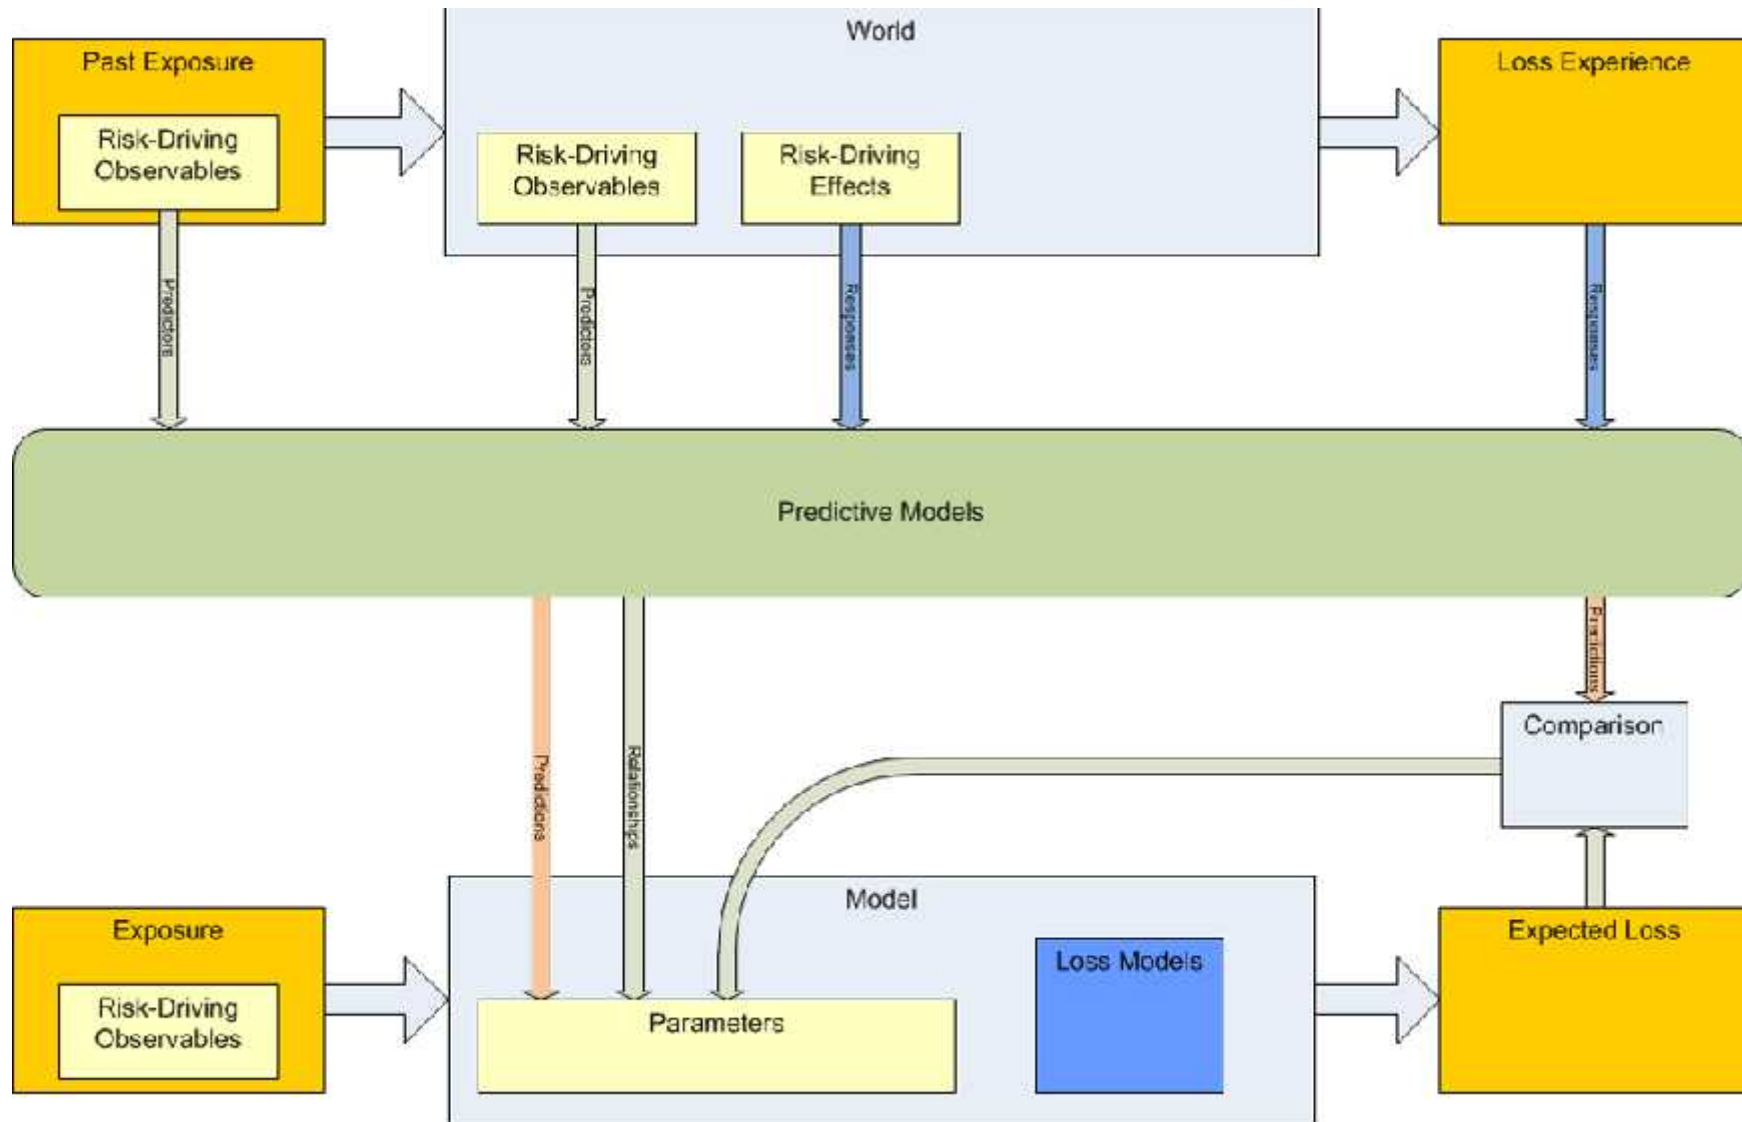 World
Past Exposure
Loss Experience
Risk-Driving
Observables
Risk-Driving
Observables
Risk-Driving
Effects
Predictors
Predictors
Responses
Responses
Predictive Models
Predictions
Predictions
Relationships
Comparison
Model
Exposure
Expected Loss
Loss Models
Risk-Driving
Observables
Parameters